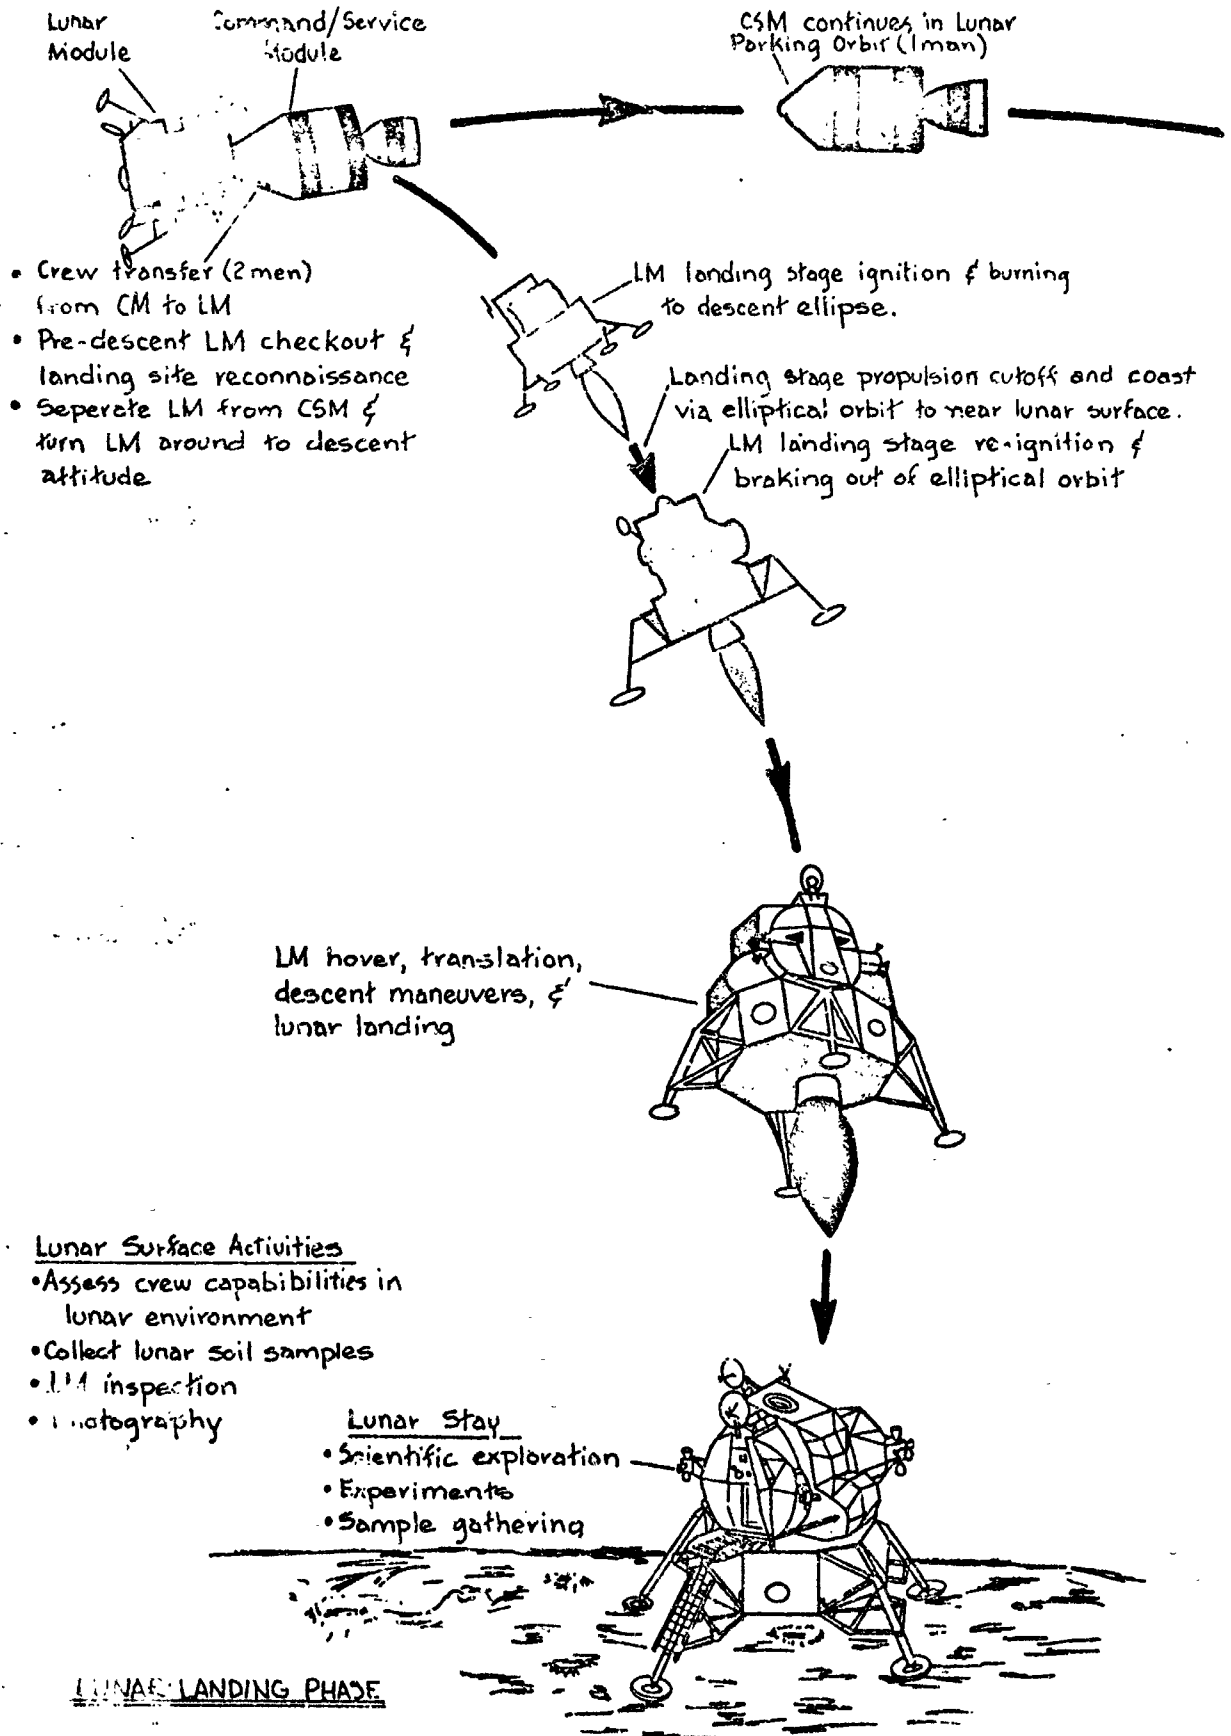 Lunar
Module
Command/Service
Module
CSM continues in Lunar
Parking Orbit (1man)
• Crew transfer (2 men)
from CM to LM
• Pre-descent LM checkout &
landing site reconnaissance
• Seperate LM from CSM &
turn LM around to descent
attitude
LM landing stage ignition & burning
to descent ellipse.
Landing stage propulsion cutoff and coast
via elliptical orbit to near lunar surface.
LM landing stage re-ignition &
braking out of elliptical orbit
LM hover, translation,
descent maneuvers, &
lunar landing
Lunar Surface Activities
• Assess crew capabibilities in
lunar environment
• Collect lunar soil samples
• LM inspection
• Photography
Lunar Stay
• Scientific exploration
• Experiments
• Sample gathering
LUNAR LANDING PHASE